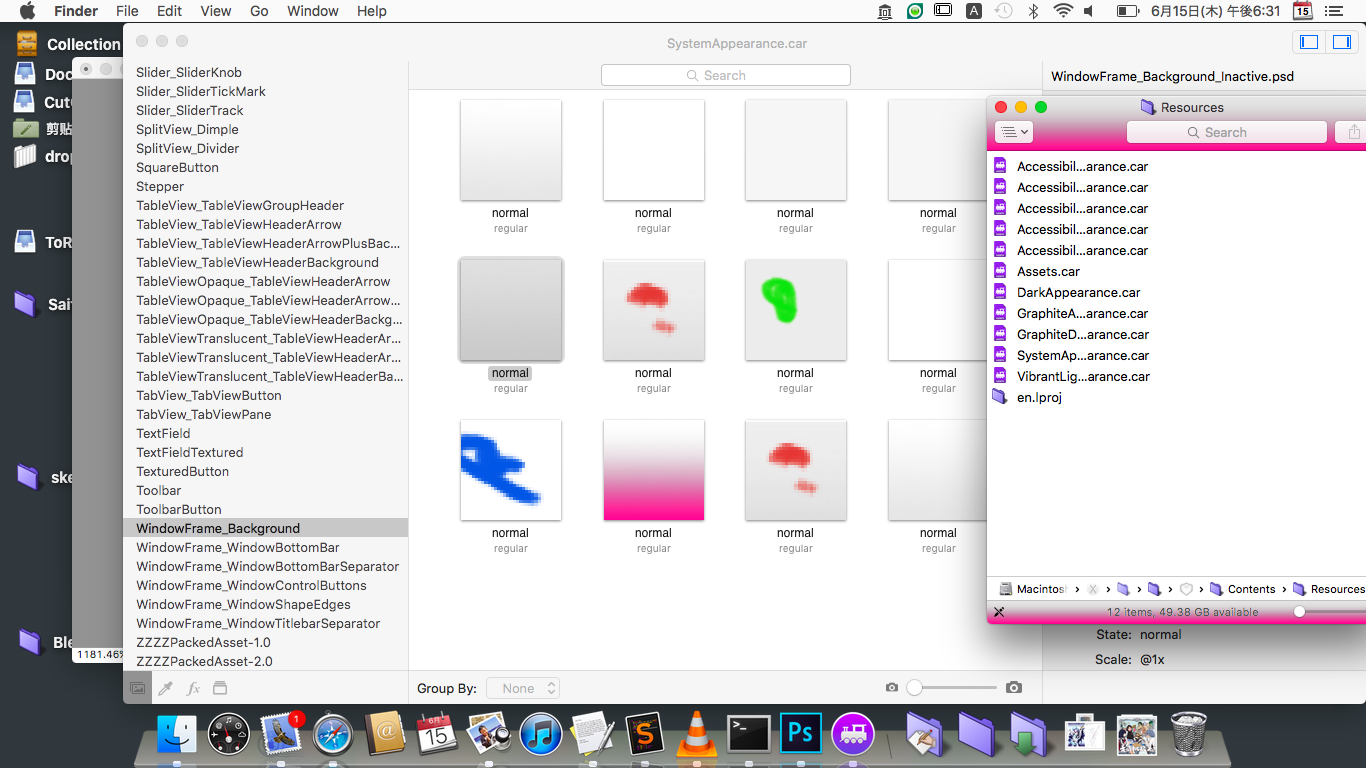 Finder File Edit View Go Window Help
A 6月15日(木) 午後6:31 15
Collection
Doc
Cut
剪貼
drop
ToR
Sai
ske
Ble
1181.46%
SystemAppearance.car
Slider_SliderKnob
Slider_SliderTickMark
Slider_SliderTrack
SplitView_Dimple
SplitView_Divider
SquareButton
Stepper
TableView_TableViewGroupHeader
TableView_TableViewHeaderArrow
TableView_TableViewHeaderArrowPlusBac...
TableView_TableViewHeaderBackground
TableViewOpaque_TableViewHeaderArrow
TableViewOpaque_TableViewHeaderArrow...
TableViewOpaque_TableViewHeaderBackg...
TableViewTranslucent_TableViewHeaderAr...
TableViewTranslucent_TableViewHeaderAr...
TableViewTranslucent_TableViewHeaderBa...
TabView_TabViewButton
TabView_TabViewPane
TextField
TextFieldTextured
TexturedButton
Toolbar
ToolbarButton
WindowFrame_Background
WindowFrame_WindowBottomBar
WindowFrame_WindowBottomBarSeparator
WindowFrame_WindowControlButtons
WindowFrame_WindowShapeEdges
WindowFrame_WindowTitlebarSeparator
ZZZZPackedAsset-1.0
ZZZZPackedAsset-2.0
fx
Search
normal normal normal normal
regular regular regular regular
normal normal normal normal
regular regular regular regular
normal normal normal normal
regular regular regular regular
Group By: None
WindowFrame_Background_Inactive.psd
Resources
Search
Accessibil...arance.car
Accessibil...arance.car
Accessibil...arance.car
Accessibil...arance.car
Accessibil...arance.car
Assets.car
DarkAppearance.car
GraphiteA...arance.car
GraphiteD...arance.car
SystemAp...arance.car
VibrantLig...arance.car
en.lproj
Macintosh › X › › › › Contents › Resources
12 items, 49.38 GB available
State: normal
Scale: @1x
1
6月
15
S
Ps